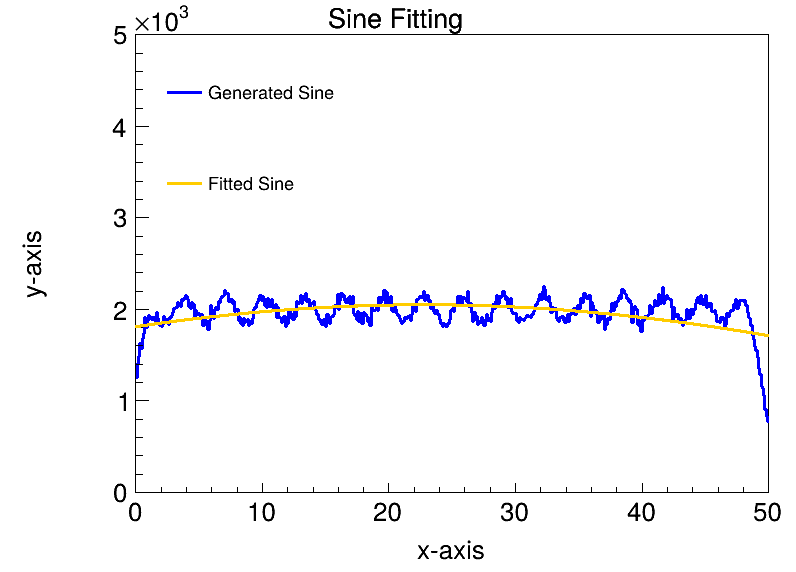 Sine Fitting
×10³
5
4
3
2
1
0
y-axis
Generated Sine
Fitted Sine
0 10 20 30 40 50
x-axis